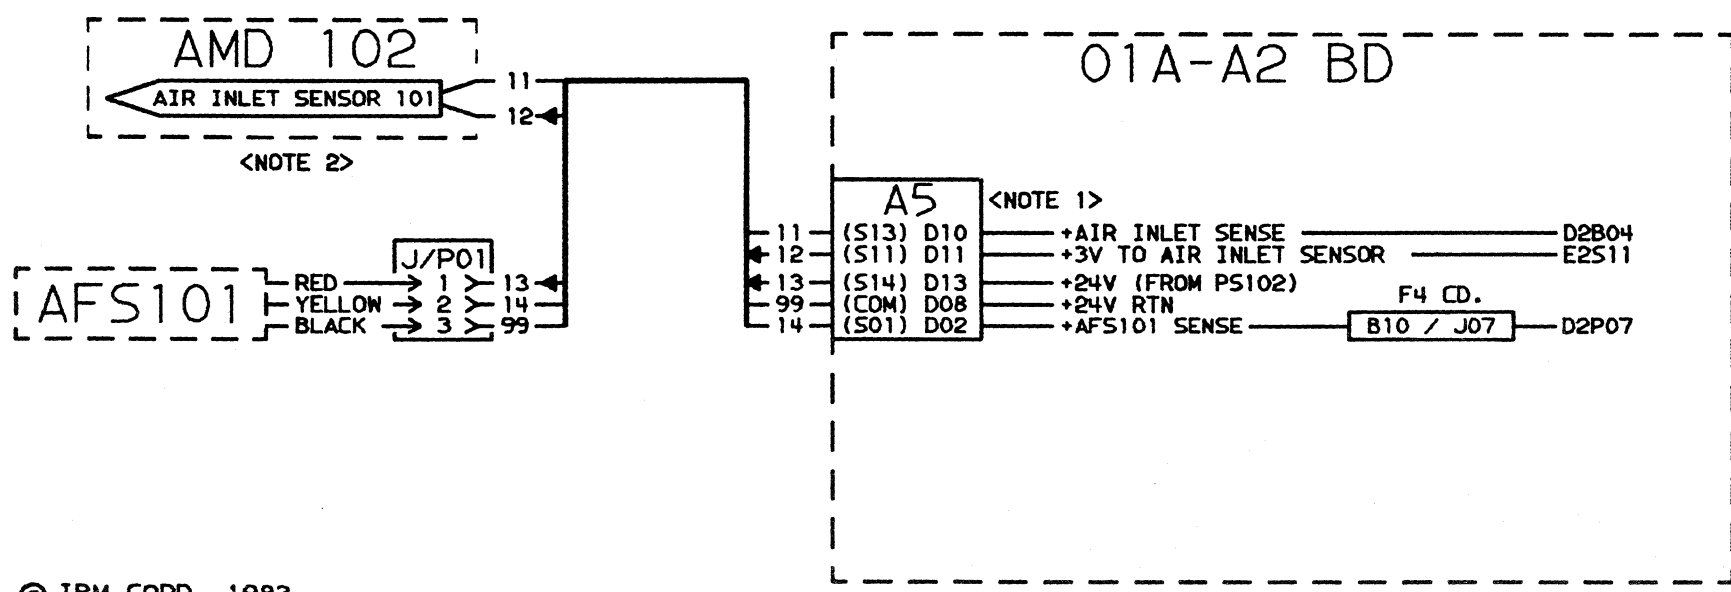 AMD 102
AIR INLET SENSOR 101
11
12
<NOTE 2>
01A-A2 BD
A5
<NOTE 1>
11 (S13) D10 +AIR INLET SENSE D2B04
12 (S11) D11 +3V TO AIR INLET SENSOR E2S11
13 (S14) D13 +24V (FROM PS102)
99 (COM) D08 +24V RTN
14 (S01) D02 +AFS101 SENSE B10 / J07 D2P07
F4 CD.
AFS101
J/P01
RED 1 13
YELLOW 2 14
BLACK 3 99
© IBM CORP. 1983